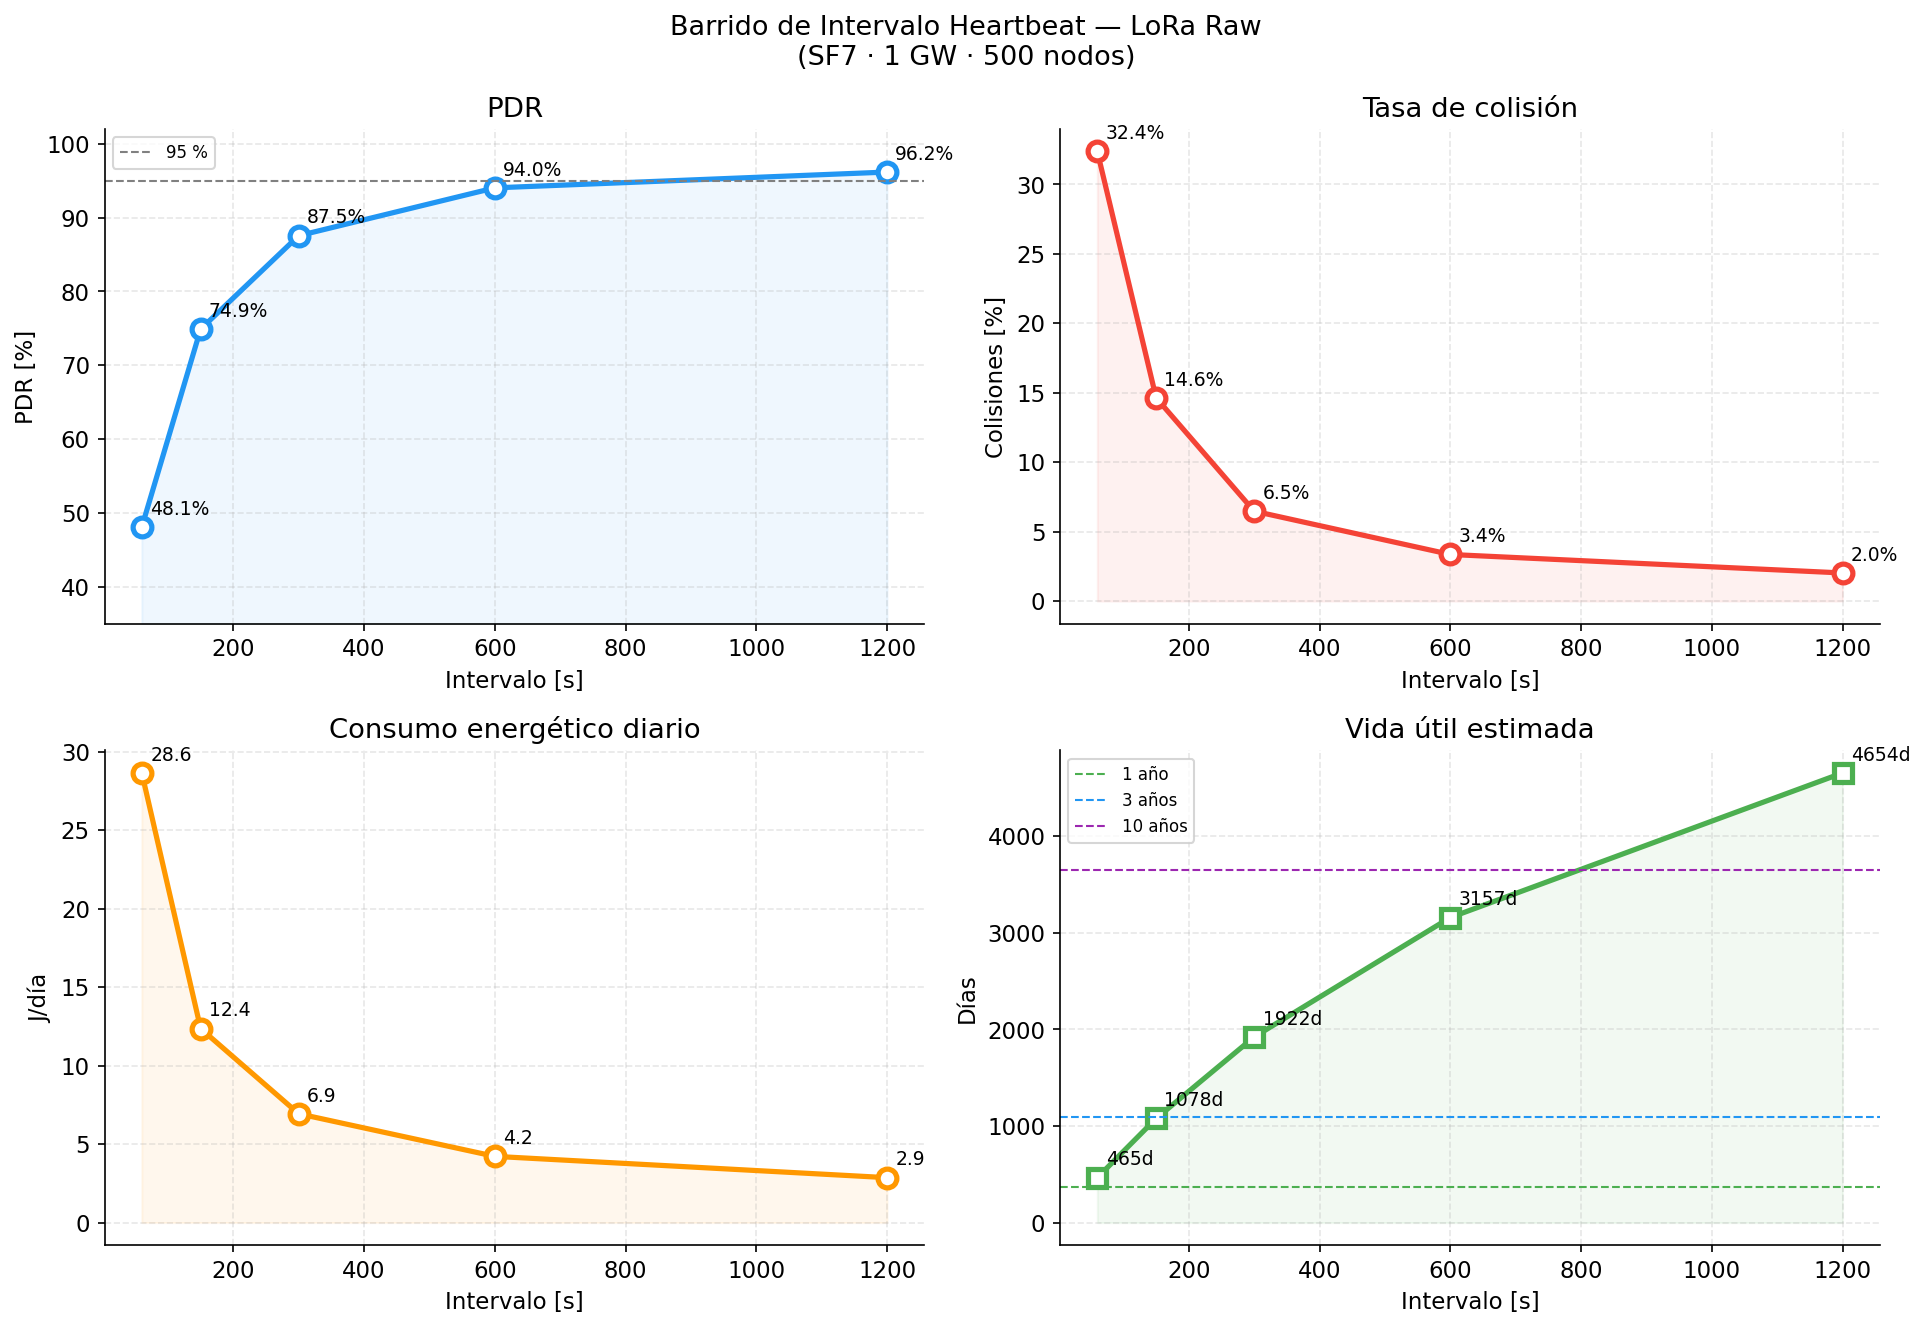 Barrido de Intervalo Heartbeat — LoRa Raw
(SF7 · 1 GW · 500 nodos)
PDR
95 %
PDR [%]
100
90
80
70
60
50
40
48.1%
74.9%
87.5%
94.0%
96.2%
200 400 600 800 1000 1200
Intervalo [s]
Tasa de colisión
Colisiones [%]
30
25
20
15
10
5
0
32.4%
14.6%
6.5%
3.4%
2.0%
200 400 600 800 1000 1200
Intervalo [s]
Consumo energético diario
J/día
30
25
20
15
10
5
0
28.6
12.4
6.9
4.2
2.9
200 400 600 800 1000 1200
Intervalo [s]
Vida útil estimada
1 año
3 años
10 años
Días
4000
3000
2000
1000
0
465d
1078d
1922d
3157d
4654d
200 400 600 800 1000 1200
Intervalo [s]